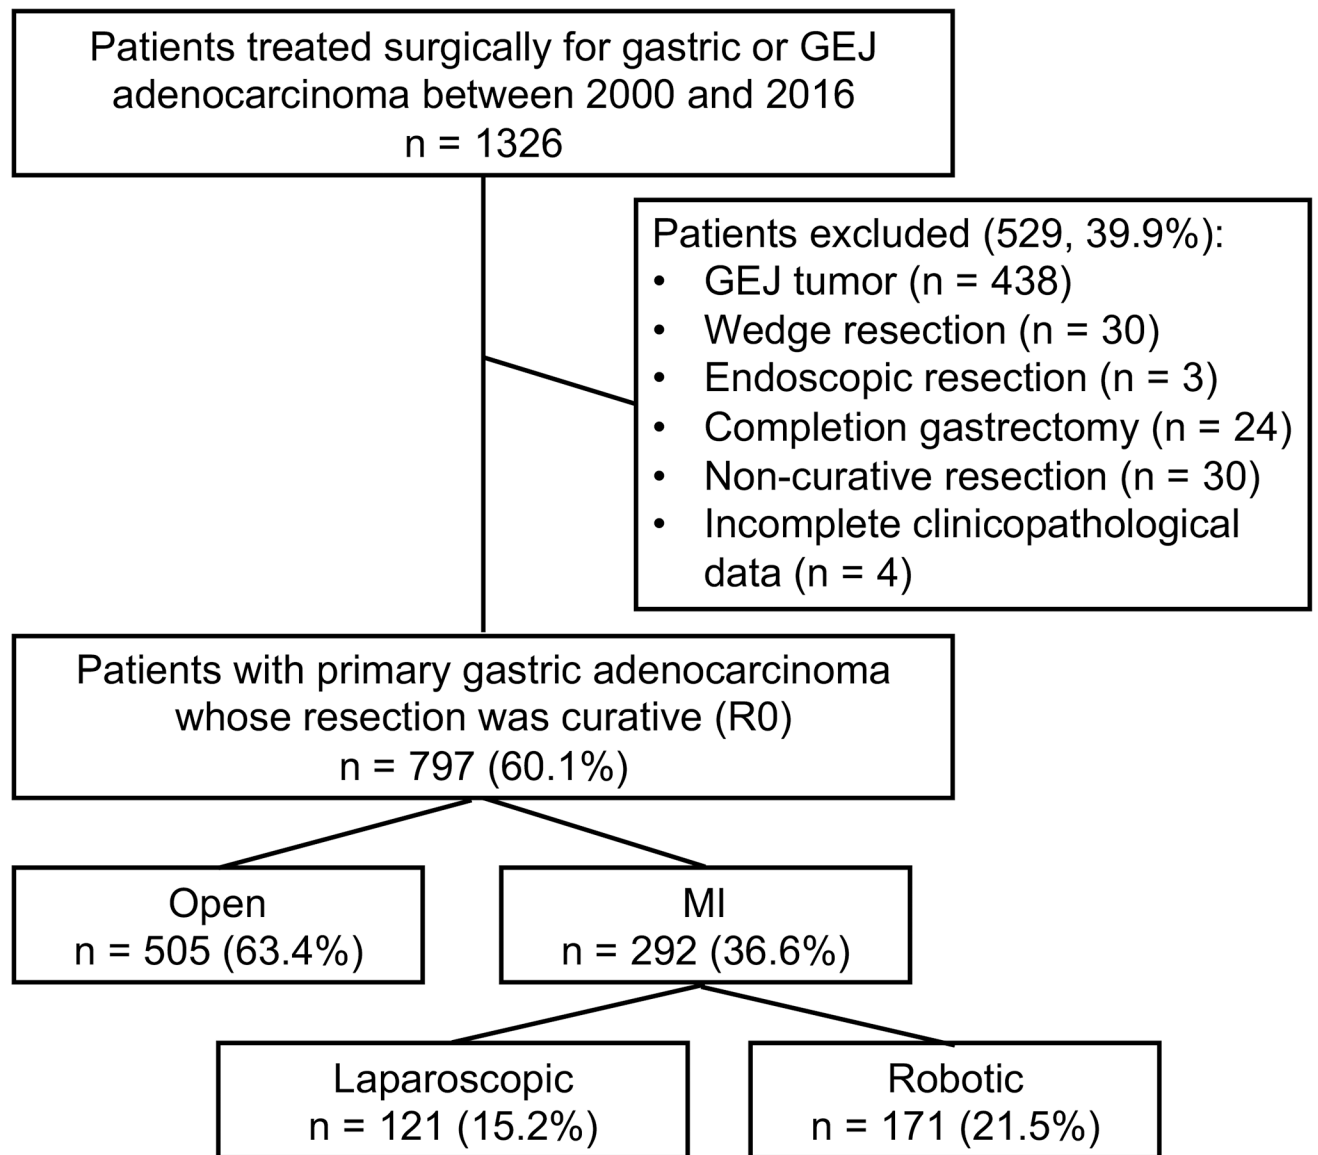 Patients treated surgically for gastric or GEJ
adenocarcinoma between 2000 and 2016
n = 1326
Patients excluded (529, 39.9%):
• GEJ tumor (n = 438)
• Wedge resection (n = 30)
• Endoscopic resection (n = 3)
• Completion gastrectomy (n = 24)
• Non-curative resection (n = 30)
• Incomplete clinicopathological
data (n = 4)
Patients with primary gastric adenocarcinoma
whose resection was curative (R0)
n = 797 (60.1%)
Open
n = 505 (63.4%)
MI
n = 292 (36.6%)
Laparoscopic
n = 121 (15.2%)
Robotic
n = 171 (21.5%)